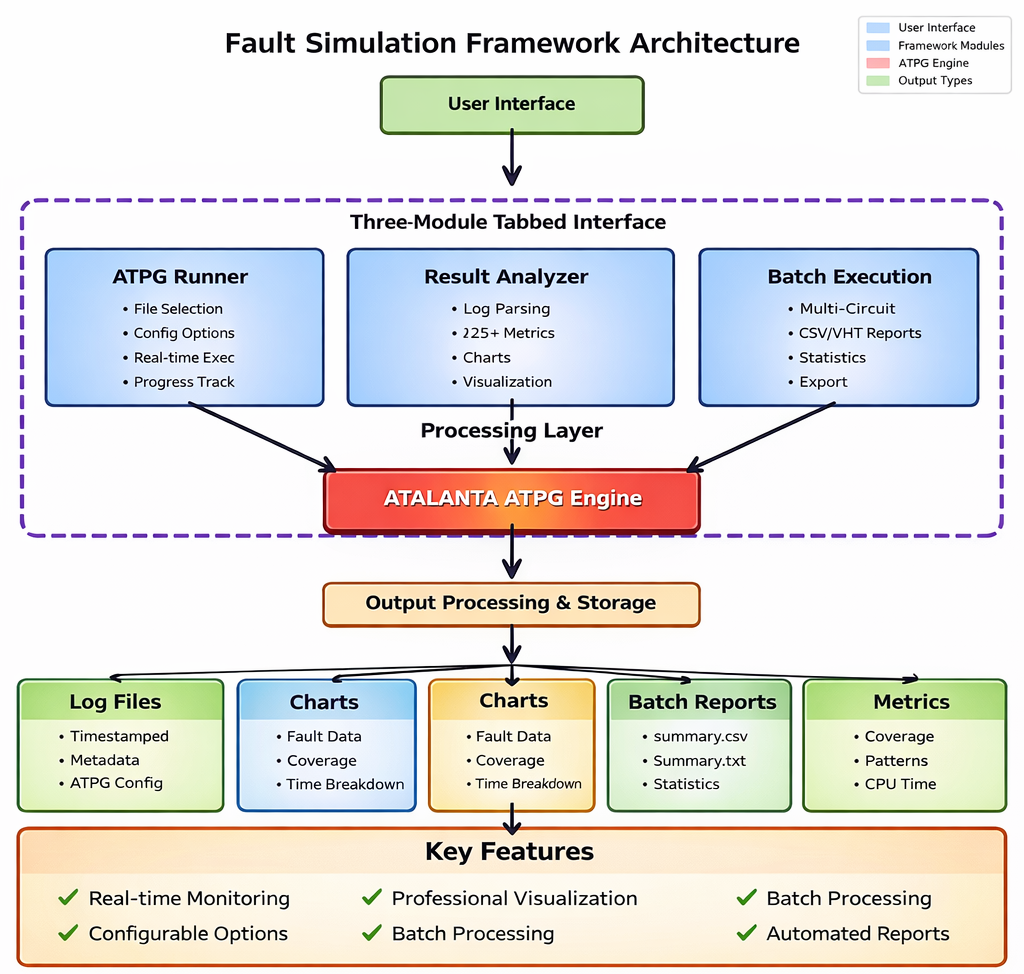 Fault Simulation Framework Architecture
User Interface
Framework Modules
ATPG Engine
Output Types
User Interface
Three-Module Tabbed Interface
ATPG Runner
• File Selection
• Config Options
• Real-time Exec
• Progress Track
Result Analyzer
• Log Parsing
• 225+ Metrics
• Charts
• Visualization
Batch Execution
• Multi-Circuit
• CSV/VHT Reports
• Statistics
• Export
Processing Layer
ATALANTA ATPG Engine
Output Processing & Storage
Log Files
• Timestamped
• Metadata
• ATPG Config
Charts
• Fault Data
• Coverage
• Time Breakdown
Charts
• Fault Data
• Coverage
• Time Breakdown
Batch Reports
• summary.csv
• Summary.txt
• Statistics
Metrics
• Coverage
• Patterns
• CPU Time
Key Features
✓ Real-time Monitoring
✓ Professional Visualization
✓ Batch Processing
✓ Configurable Options
✓ Batch Processing
✓ Automated Reports